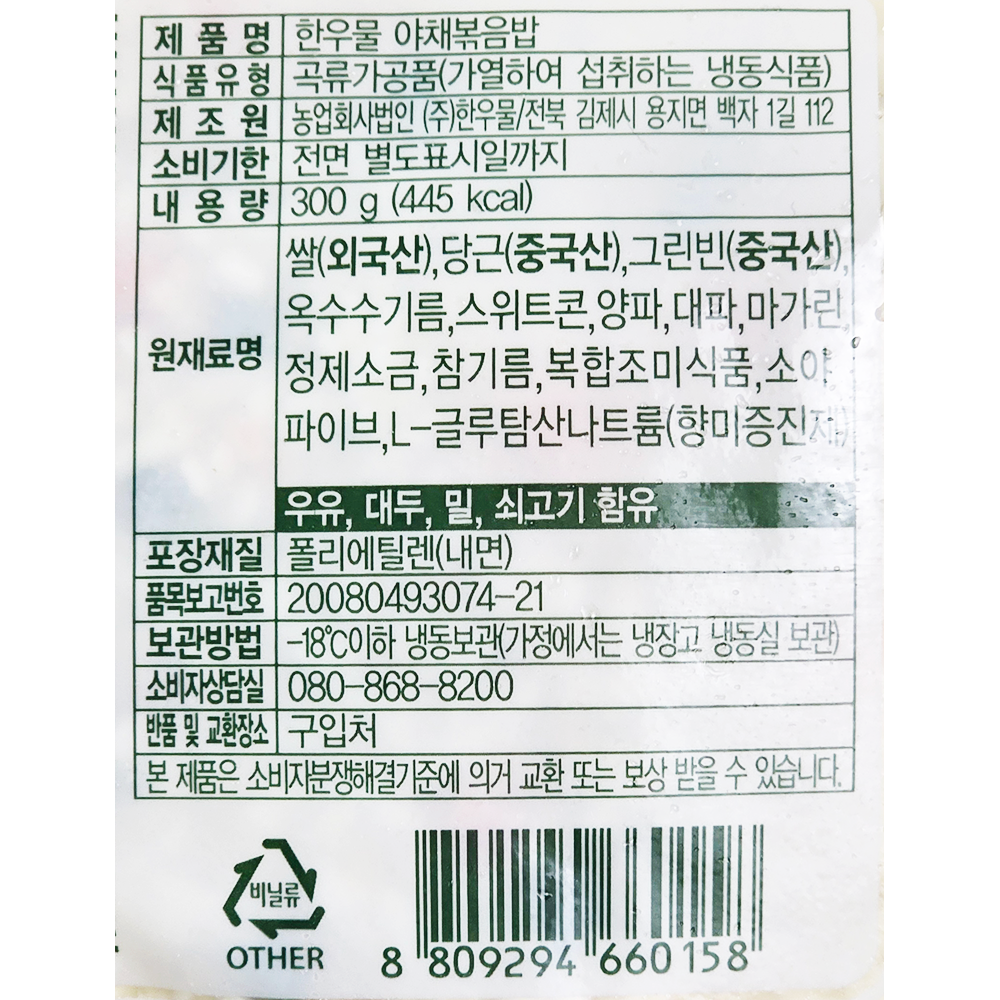 제품명 한우물 야채볶음밥
식품유형 곡류가공품(가열하여 섭취하는 냉동식품)
제조원 농업회사법인 (주)한우물/전북 김제시 용지면 백자 1길 112
소비기한 전면 별도표시일까지
내용량 300 g (445 kcal)
원재료명
쌀(외국산),당근(중국산),그린빈(중국산),
옥수수기름,스위트콘,양파,대파,마가린,
정제소금,참기름,복합조미식품,소야
파이브,L-글루탐산나트륨(향미증진제)
우유, 대두, 밀, 쇠고기 함유
포장재질 폴리에틸렌(내면)
품목보고번호 20080493074-21
보관방법 -18℃이하 냉동보관(가정에서는 냉장고 냉동실 보관)
소비자상담실 080-868-8200
반품 및 교환장소 구입처
본 제품은 소비자분쟁해결기준에 의거 교환 또는 보상 받을 수 있습니다.
비닐류
OTHER
8 809294 660158